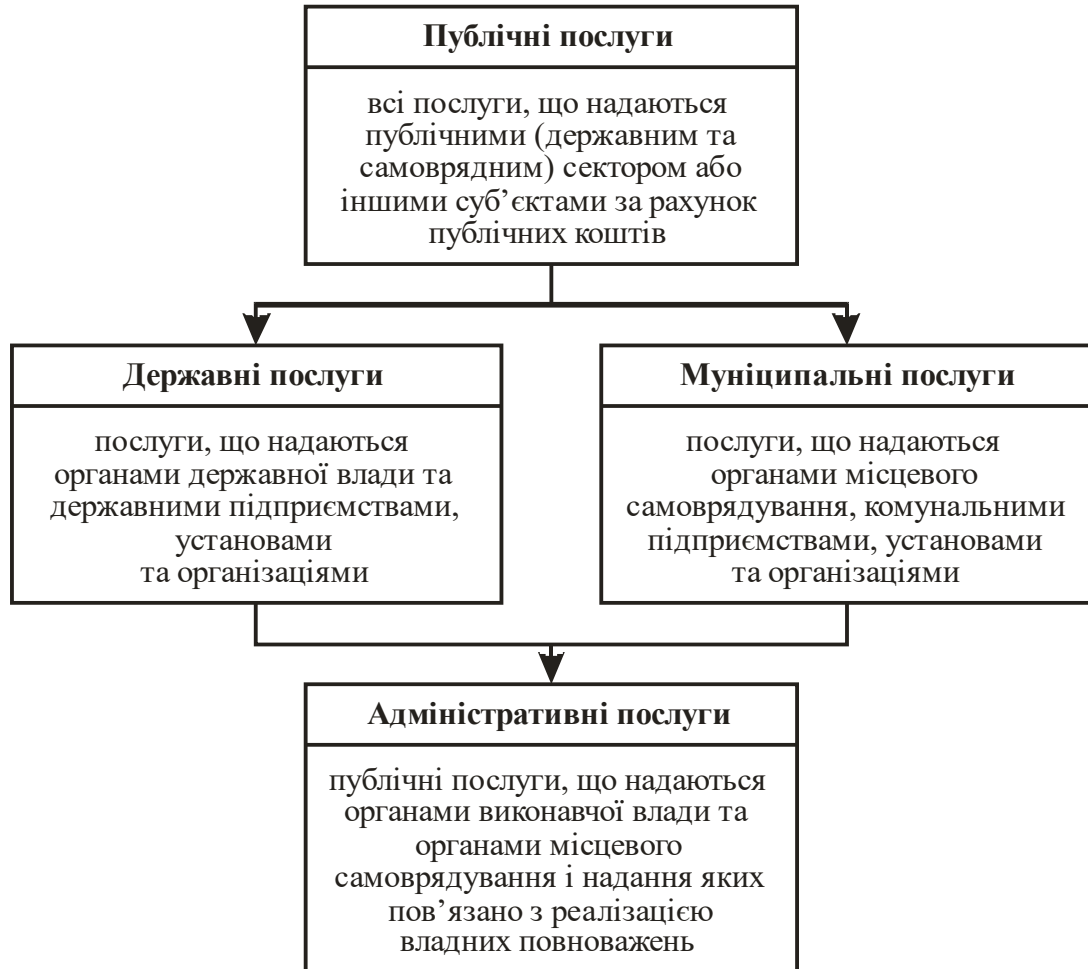 Публічні послуги
всі послуги, що надаються
публічними (державним та
самоврядним) сектором або
іншими суб’єктами за рахунок
публічних коштів
Державні послуги
послуги, що надаються
органами державної влади та
державними підприємствами,
установами
та організаціями
Муніципальні послуги
послуги, що надаються
органами місцевого
самоврядування, комунальними
підприємствами, установами
та організаціями
Адміністративні послуги
публічні послуги, що надаються
органами виконавчої влади та
органами місцевого
самоврядування і надання яких
пов’язано з реалізацією
владних повноважень